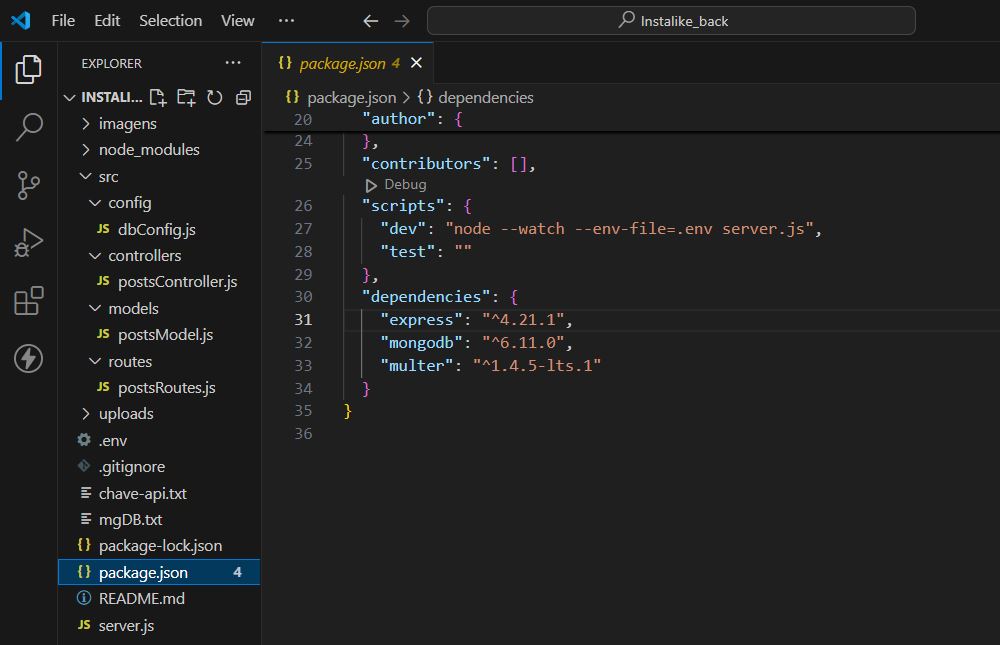 File Edit Selection View ··· Instalike_back
EXPLORER ···
INSTALI...
imagens
node_modules
src
config
JS dbConfig.js
controllers
JS postsController.js
models
JS postsModel.js
routes
JS postsRoutes.js
uploads
.env
.gitignore
chave-api.txt
mgDB.txt
{} package-lock.json
{} package.json 4
README.md
JS server.js
{} package.json 4 ×
{} package.json > {} dependencies
20 "author": {
24 },
25 "contributors": [],
Debug
26 "scripts": {
27 "dev": "node --watch --env-file=.env server.js",
28 "test": ""
29 },
30 "dependencies": {
31 "express": "^4.21.1",
32 "mongodb": "^6.11.0",
33 "multer": "^1.4.5-lts.1"
34 }
35 }
36